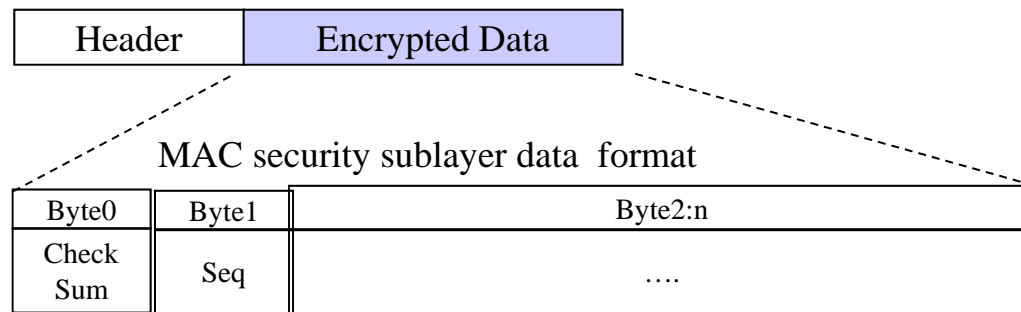 Header Encrypted Data
MAC security sublayer data format
Byte0 Byte1 Byte2:n
Check
Sum
Seq
….